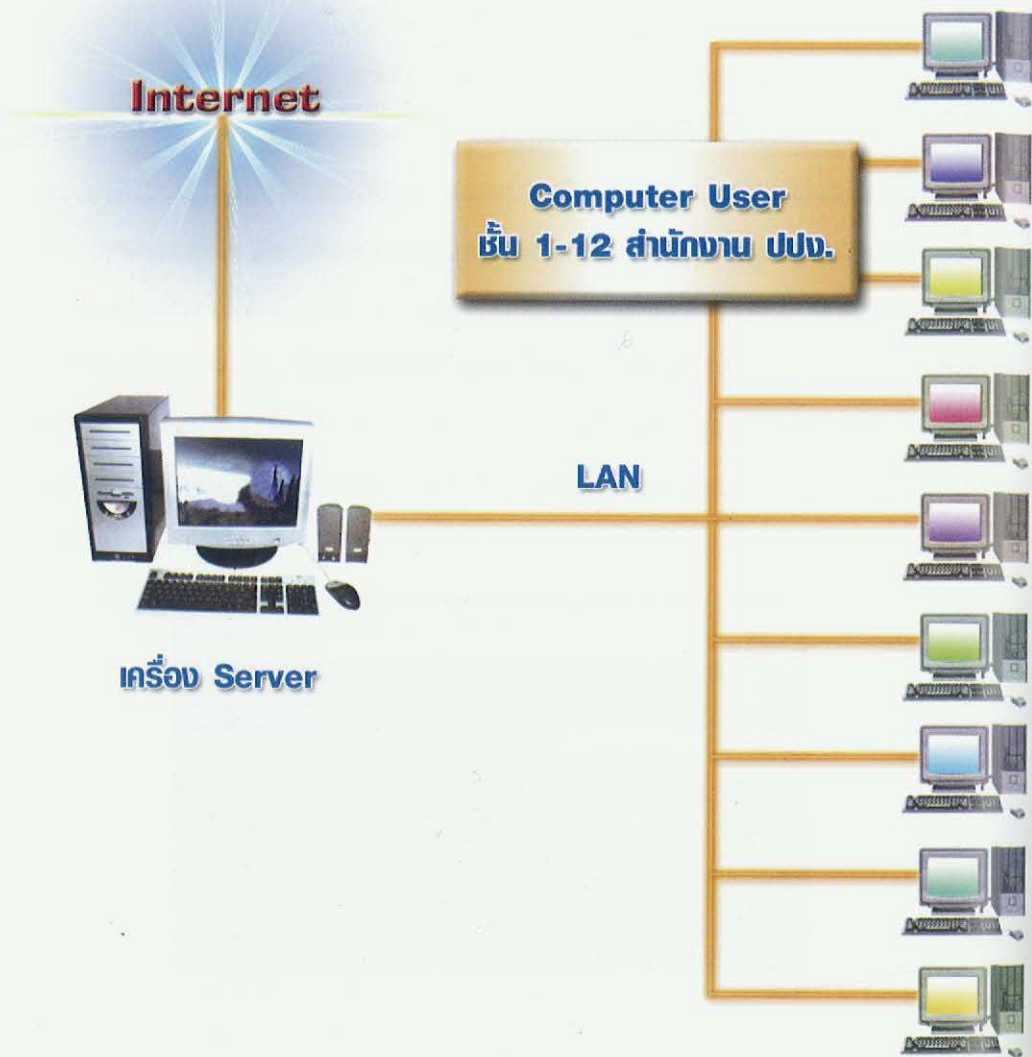 Internet
Computer User
ชั้น 1-12 สำนักงาน ปปง.
LAN
เครื่อง Server